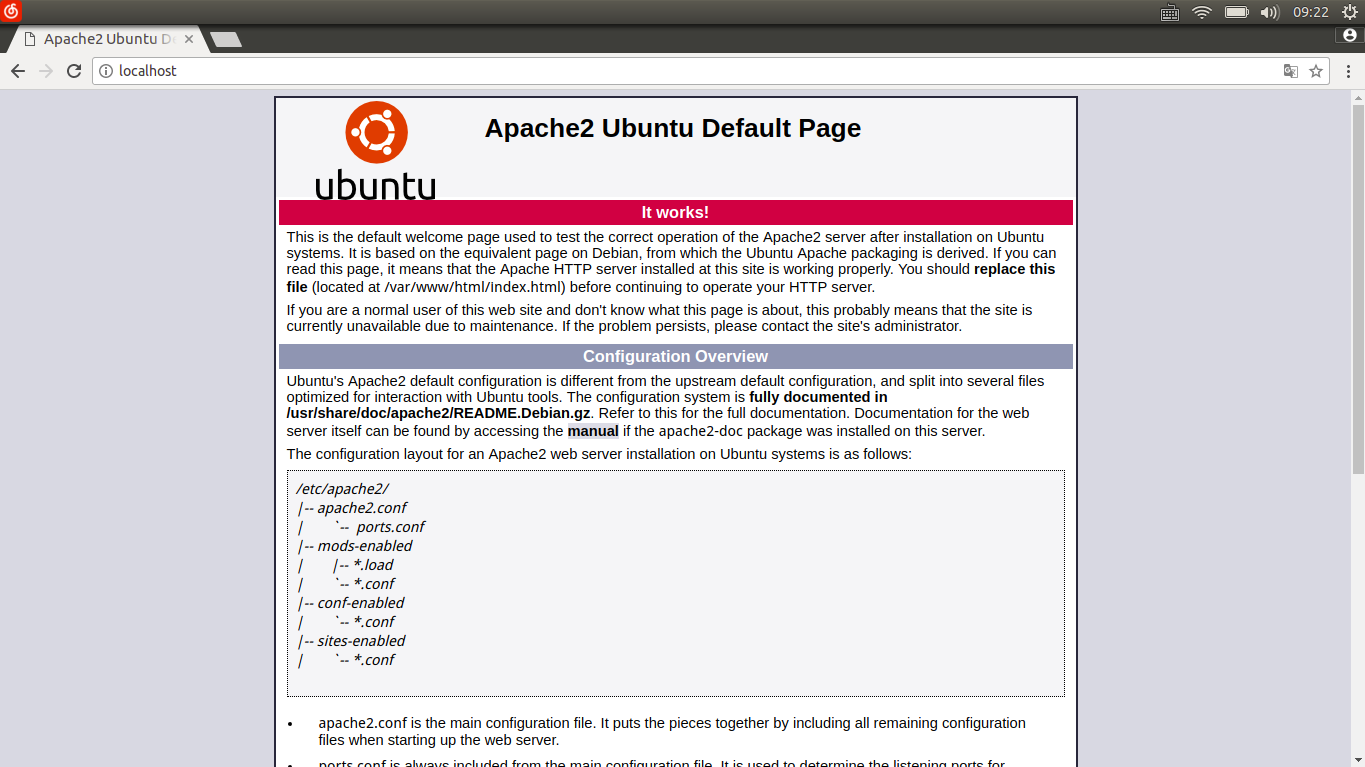 09:22
Apache2 Ubuntu D
localhost
ubuntu
Apache2 Ubuntu Default Page
It works!
This is the default welcome page used to test the correct operation of the Apache2 server after installation on Ubuntu
systems. It is based on the equivalent page on Debian, from which the Ubuntu Apache packaging is derived. If you can
read this page, it means that the Apache HTTP server installed at this site is working properly. You should replace this
file (located at /var/www/html/index.html) before continuing to operate your HTTP server.
If you are a normal user of this web site and don't know what this page is about, this probably means that the site is
currently unavailable due to maintenance. If the problem persists, please contact the site's administrator.
Configuration Overview
Ubuntu's Apache2 default configuration is different from the upstream default configuration, and split into several files
optimized for interaction with Ubuntu tools. The configuration system is fully documented in
/usr/share/doc/apache2/README.Debian.gz. Refer to this for the full documentation. Documentation for the web
server itself can be found by accessing the manual if the apache2-doc package was installed on this server.
The configuration layout for an Apache2 web server installation on Ubuntu systems is as follows:
/etc/apache2/
|-- apache2.conf
|       `--  ports.conf
|-- mods-enabled
|       |-- *.load
|       `-- *.conf
|-- conf-enabled
|       `-- *.conf
|-- sites-enabled
|       `-- *.conf
• apache2.conf is the main configuration file. It puts the pieces together by including all remaining configuration
files when starting up the web server.
• ports.conf is always included from the main configuration file. It is used to determine the listening ports for